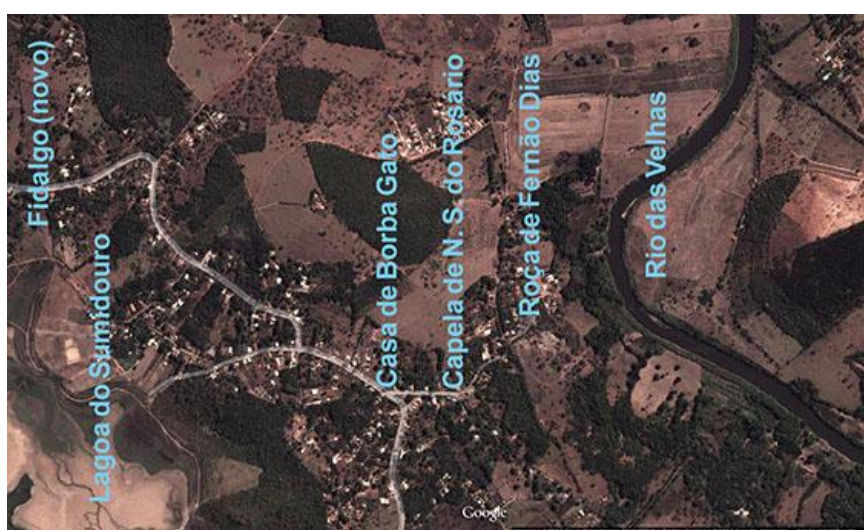 Fidalgo (novo)
Lagoa do Sumidouro
Casa de Borba Gato
Capela de N. S. do Rosário
Roça de Fernão Dias
Rio das Velhas
Google